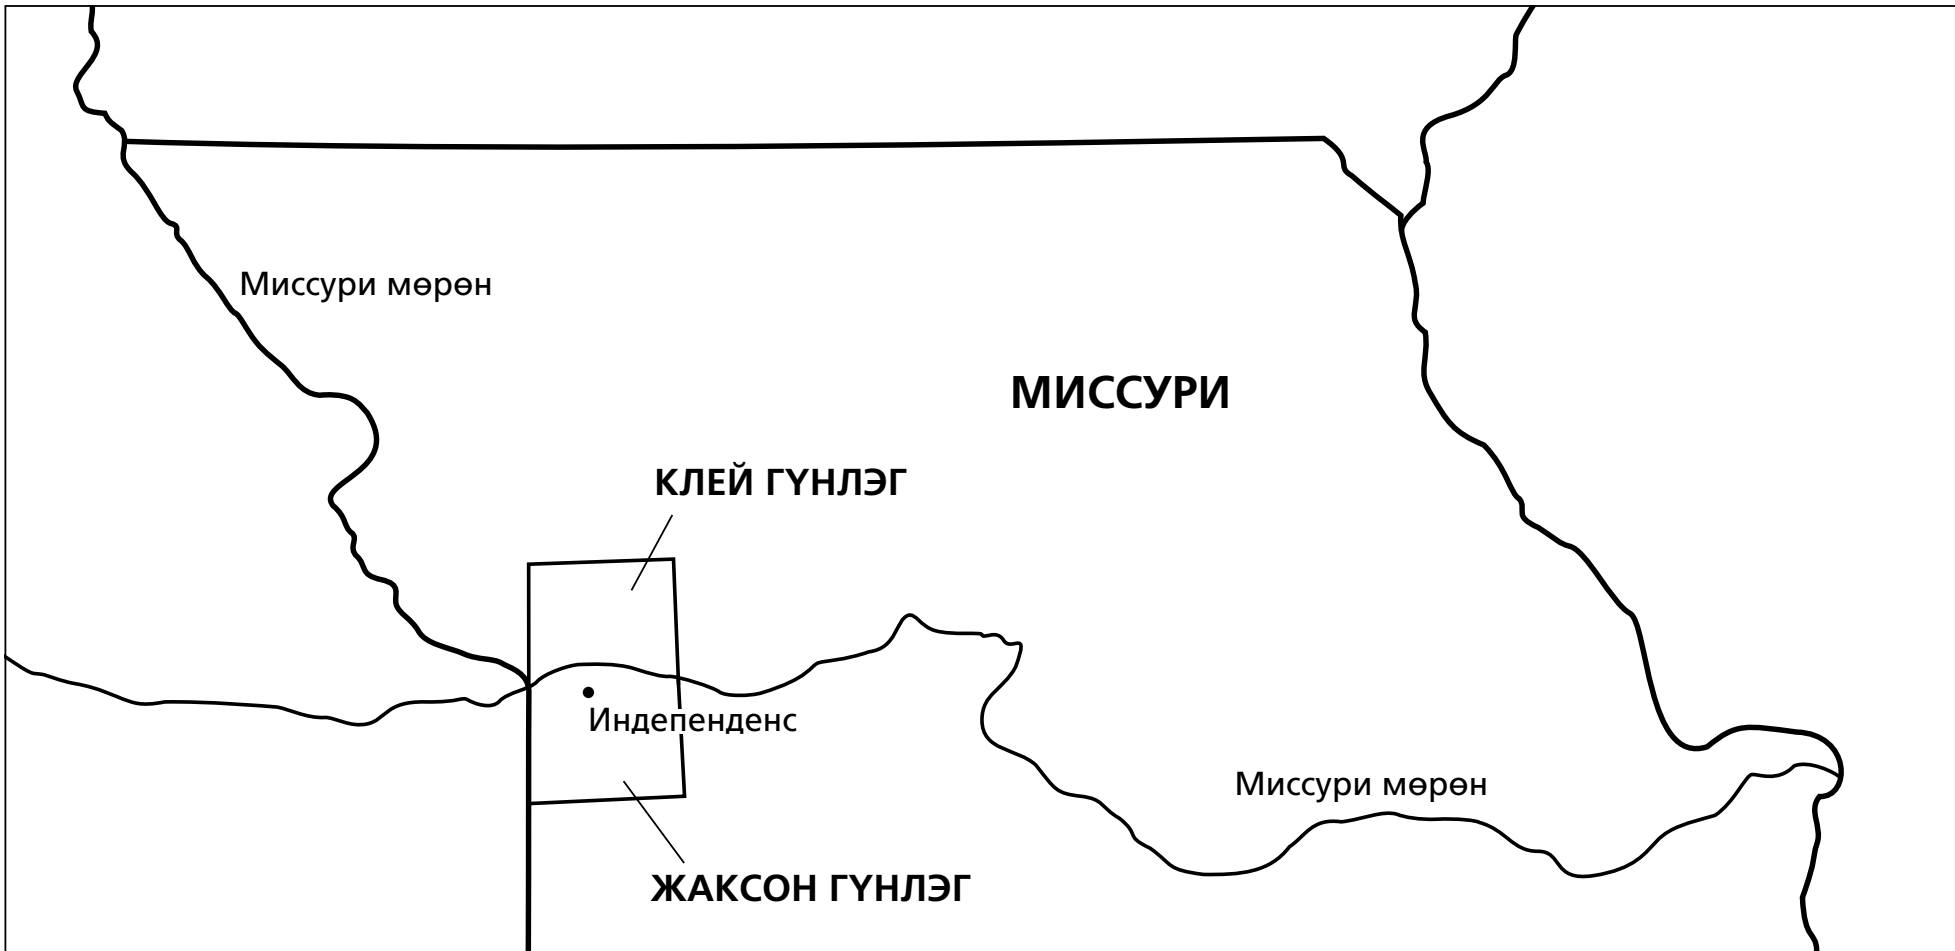 Миссури мөрөн
МИССУРИ
КЛЕЙ ГҮНЛЭГ
Индепенденс
Миссури мөрөн
ЖАКСОН ГҮНЛЭГ